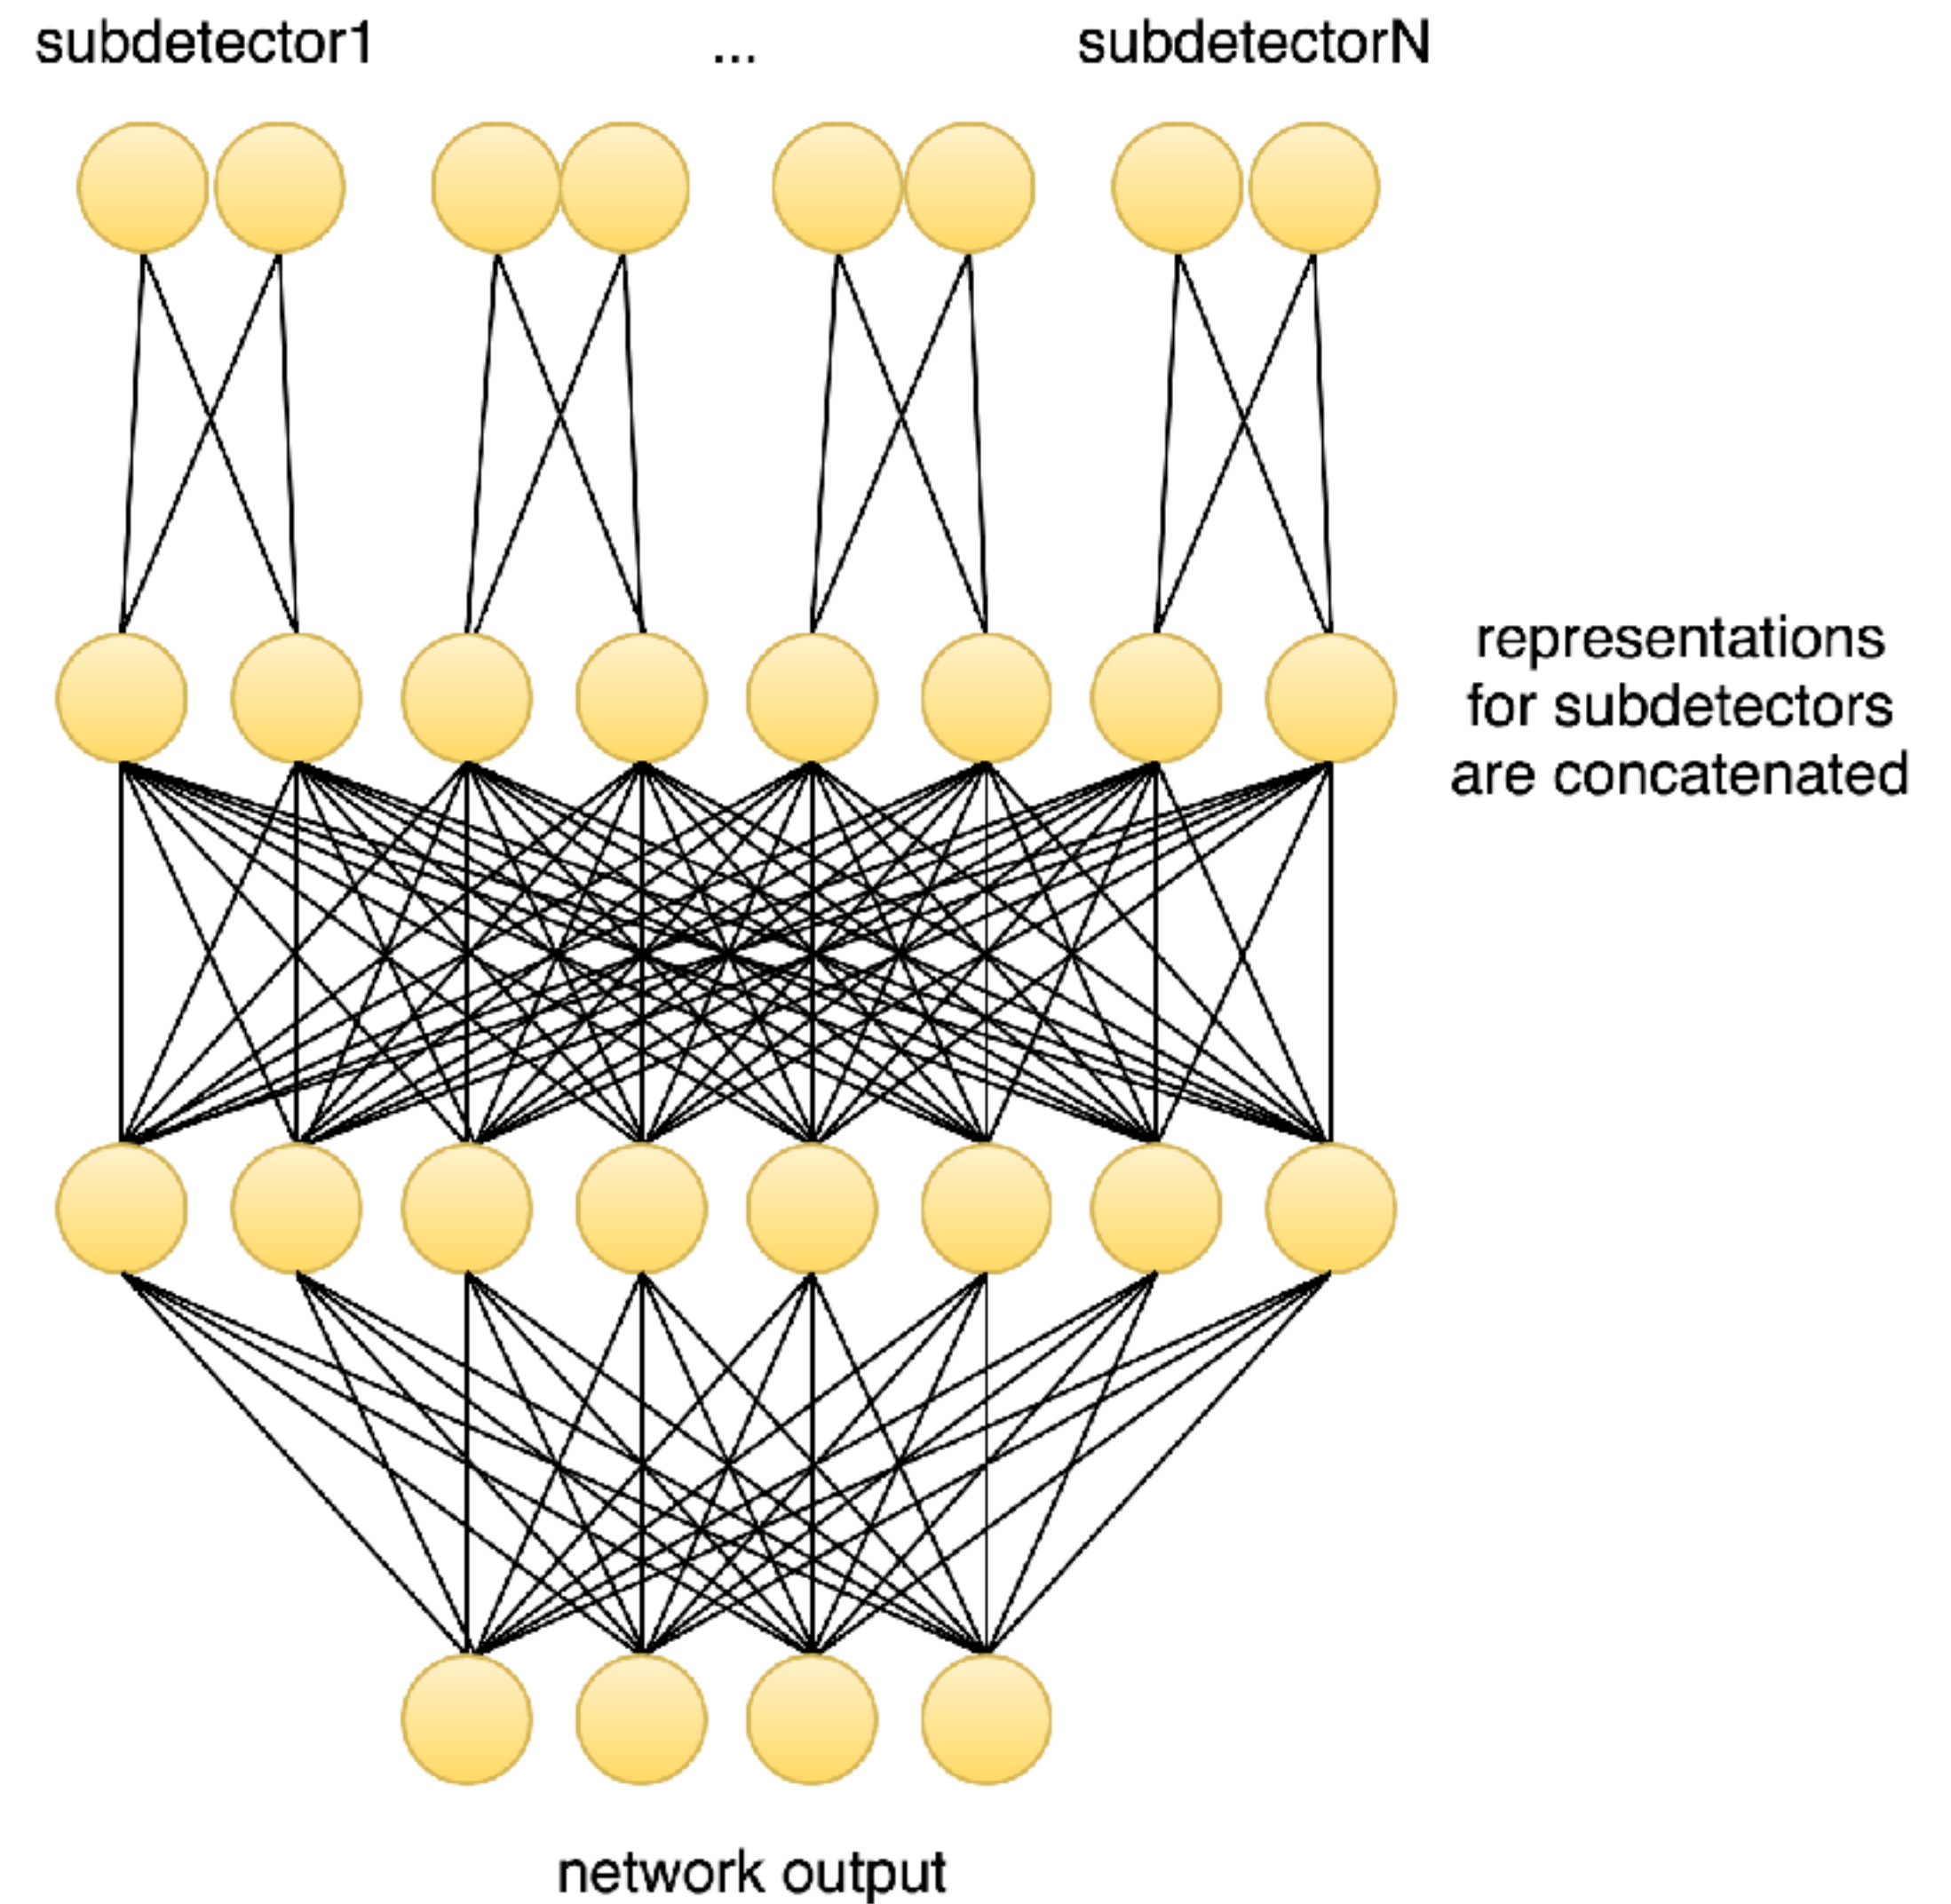 subdetector1 ... subdetectorN
representations
for subdetectors
are concatenated
network output